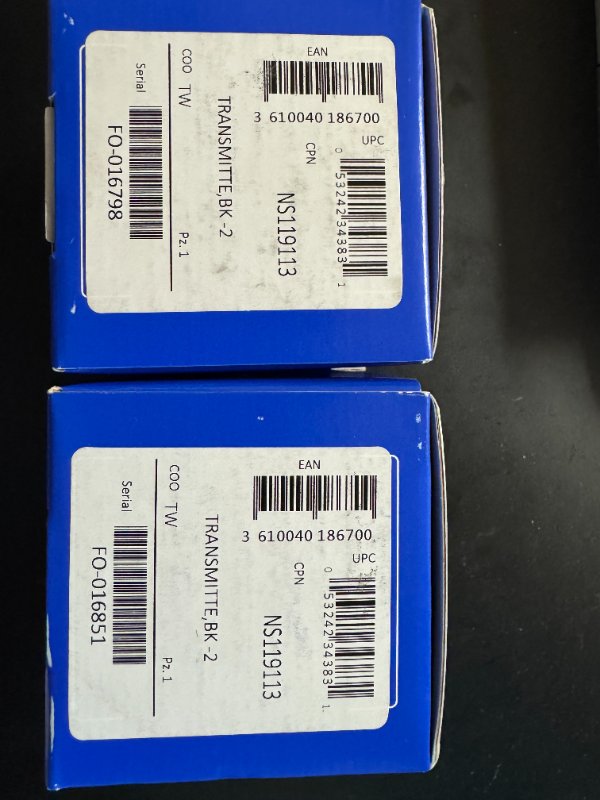 EAN
3 610040 186700
UPC
0 53242 34383 1
CPN
NS119113
TRANSMITTE,BK -2
COO TW
Pz. 1
Serial
FO-016798
EAN
3 610040 186700
UPC
0 53242 34383 1
CPN
NS119113
TRANSMITTE,BK -2
COO TW
Pz. 1
Serial
FO-016851